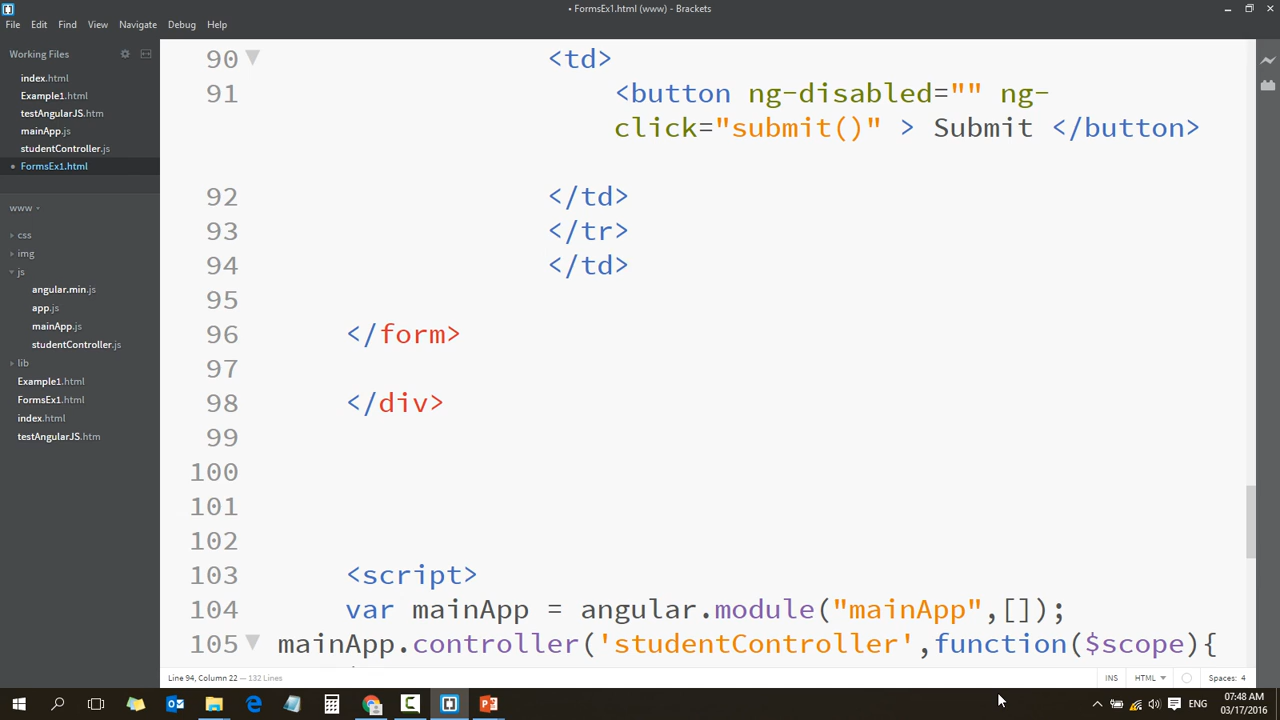 • FormsEx1.html (www) - Brackets
File Edit Find View Navigate Debug Help
Working Files
index.html
Example1.html
testAngularJS.htm
mainApp.js
studentController.js
• FormsEx1.html
www
css
img
js
angular.min.js
app.js
mainApp.js
studentController.js
lib
Example1.html
FormsEx1.html
index.html
testAngularJS.htm
90 <td>
91 <button ng-disabled="" ng-
click="submit()" > Submit </button>
92 </td>
93 </tr>
94 </td>
95
96 </form>
97
98 </div>
99
100
101
102
103 <script>
104 var mainApp = angular.module("mainApp",[]);
105 mainApp.controller('studentController',function($scope){
Line 94, Column 22 — 132 Lines
INS HTML Spaces: 4
ENG
07:48 AM
03/17/2016